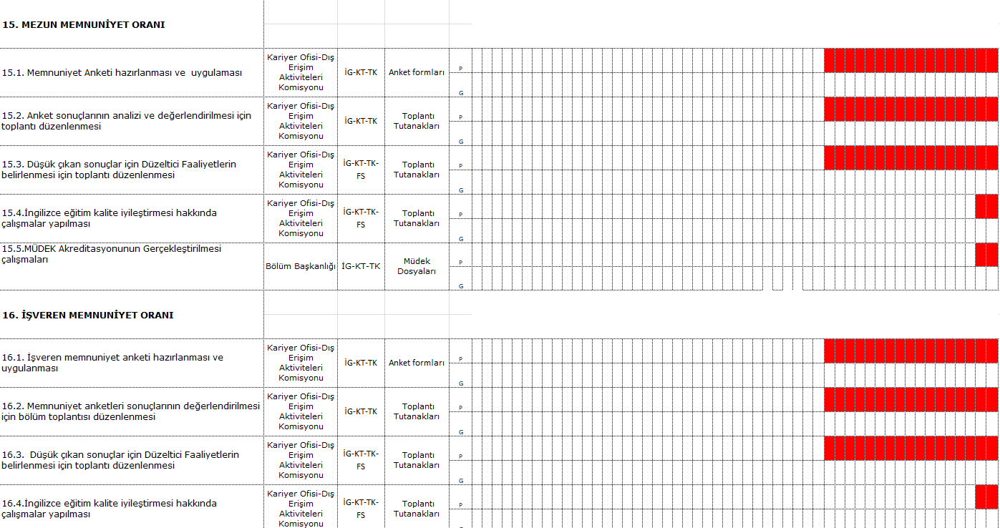 15. MEZUN MEMNUNİYET ORANI
15.1. Memnuniyet Anketi hazırlanması ve  uygulaması
Kariyer Ofisi-Dış
Erişim
Aktiviteleri
Komisyonu
İG-KT-TK
Anket formları
P
G
15.2. Anket sonuçlarının analizi ve değerlendirilmesi için
toplantı düzenlenmesi
Kariyer Ofisi-Dış
Erişim
Aktiviteleri
Komisyonu
İG-KT-TK
Toplantı
Tutanakları
P
G
15.3. Düşük çıkan sonuçlar için Düzeltici Faaliyetlerin
belirlenmesi için toplantı düzenlenmesi
Kariyer Ofisi-Dış
Erişim
Aktiviteleri
Komisyonu
İG-KT-TK-
FS
Toplantı
Tutanakları
P
G
15.4.İngilizce eğitim kalite iyileştirmesi hakkında
çalışmalar yapılması
Kariyer Ofisi-Dış
Erişim
Aktiviteleri
Komisyonu
İG-KT-TK-
FS
Toplantı
Tutanakları
P
G
15.5.MÜDEK Akreditasyonunun Gerçekleştirilmesi
çalışmaları
Bölüm Başkanlığı
İG-KT-TK
Müdek
Dosyaları
P
G
16. İŞVEREN MEMNUNİYET ORANI
16.1. İşveren memnuniyet anketi hazırlanması ve
uygulanması
Kariyer Ofisi-Dış
Erişim
Aktiviteleri
Komisyonu
İG-KT-TK
Anket formları
P
G
16.2. Memnuniyet anketleri sonuçlarının değerlendirilmesi
için bölüm toplantısı düzenlenmesi
Kariyer Ofisi-Dış
Erişim
Aktiviteleri
Komisyonu
İG-KT-TK
Toplantı
Tutanakları
P
G
16.3.  Düşük çıkan sonuçlar için Düzeltici Faaliyetlerin
belirlenmesi için toplantı düzenlenmesi
Kariyer Ofisi-Dış
Erişim
Aktiviteleri
Komisyonu
İG-KT-TK-
FS
Toplantı
Tutanakları
P
G
16.4.İngilizce eğitim kalite iyileştirmesi hakkında
çalışmalar yapılması
Kariyer Ofisi-Dış
Erişim
Aktiviteleri
Komisyonu
İG-KT-TK-
FS
Toplantı
Tutanakları
P